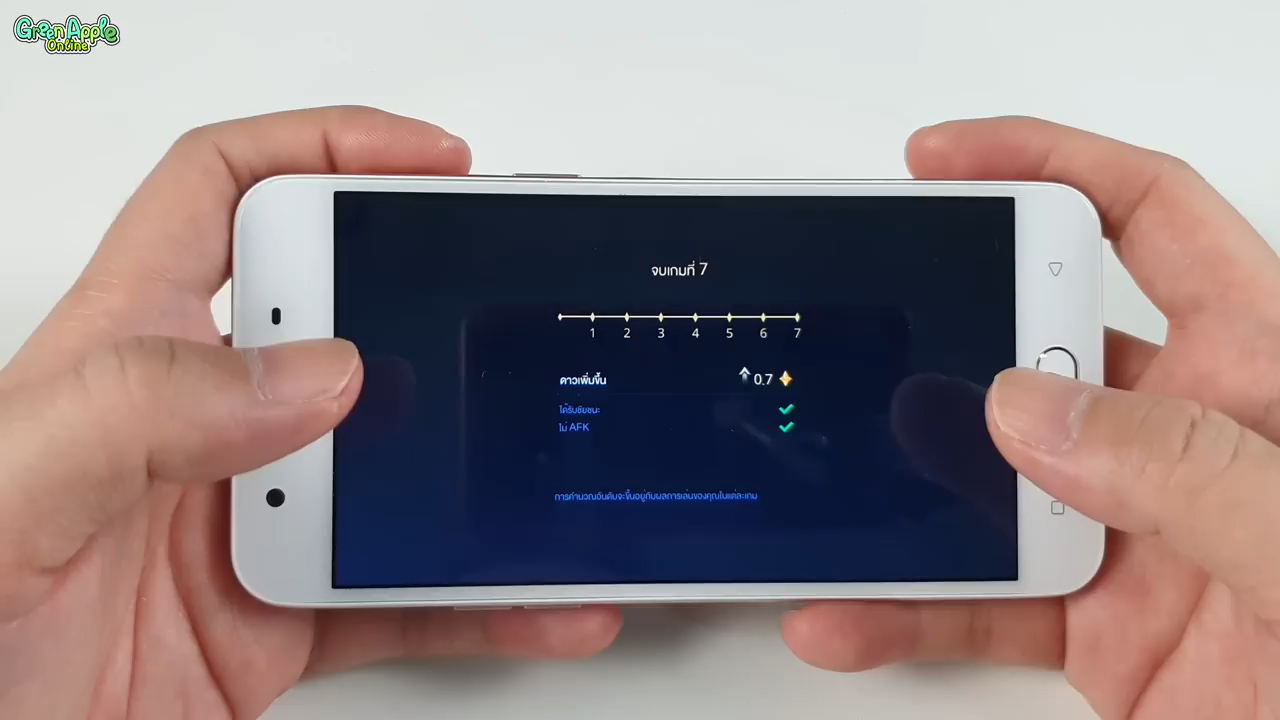 Green Apple
Online
จบเกมที่ 7
1 2 3 4 5 6 7
ดาวเพิ่มขึ้น 0.7
ได้รับชัยชนะ
ไม่ AFK
การคำนวณอันดับจะขึ้นอยู่กับผลการเล่นของคุณในแต่ละเกม